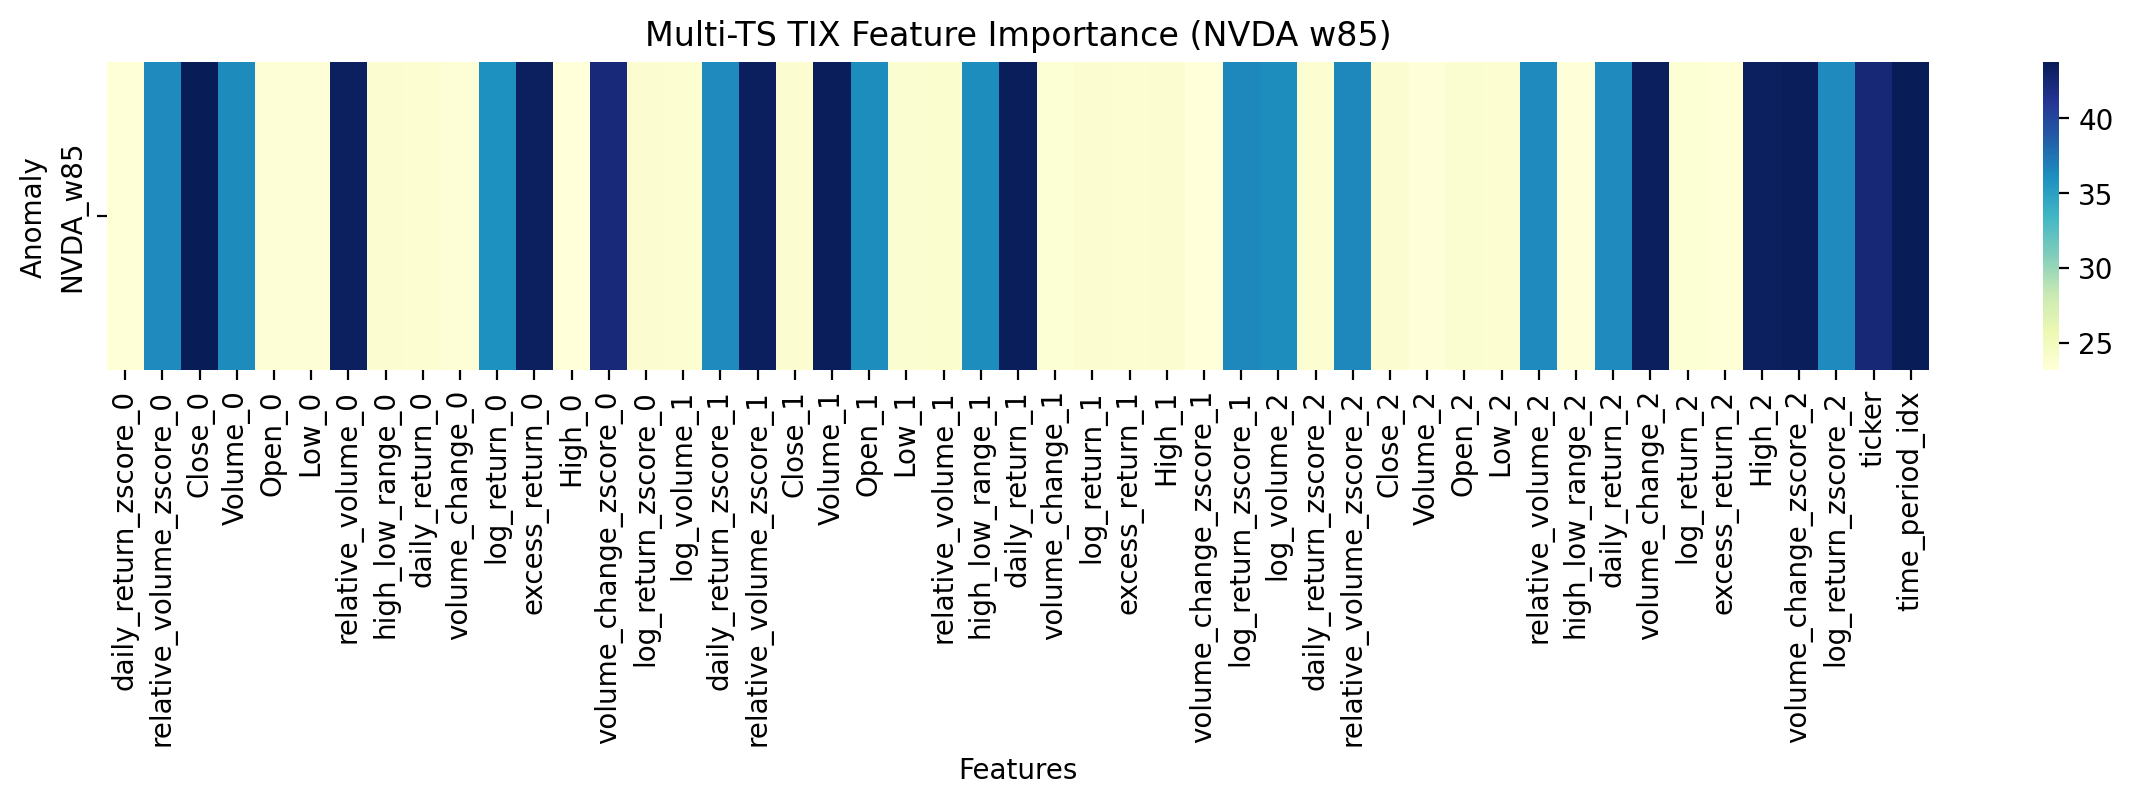 Multi-TS TIX Feature Importance (NVDA w85)
Anomaly
NVDA_w85
40
35
30
25
daily_return_zscore_0
relative_volume_zscore_0
Close_0
Volume_0
Open_0
Low_0
relative_volume_0
high_low_range_0
daily_return_0
volume_change_0
log_return_0
excess_return_0
High_0
volume_change_zscore_0
log_return_zscore_0
log_volume_1
daily_return_zscore_1
relative_volume_zscore_1
Close_1
Volume_1
Open_1
Low_1
relative_volume_1
high_low_range_1
daily_return_1
volume_change_1
log_return_1
excess_return_1
High_1
volume_change_zscore_1
log_return_zscore_1
log_volume_2
daily_return_zscore_2
relative_volume_zscore_2
Close_2
Volume_2
Open_2
Low_2
relative_volume_2
high_low_range_2
daily_return_2
volume_change_2
log_return_2
excess_return_2
High_2
volume_change_zscore_2
log_return_zscore_2
ticker
time_period_idx
Features